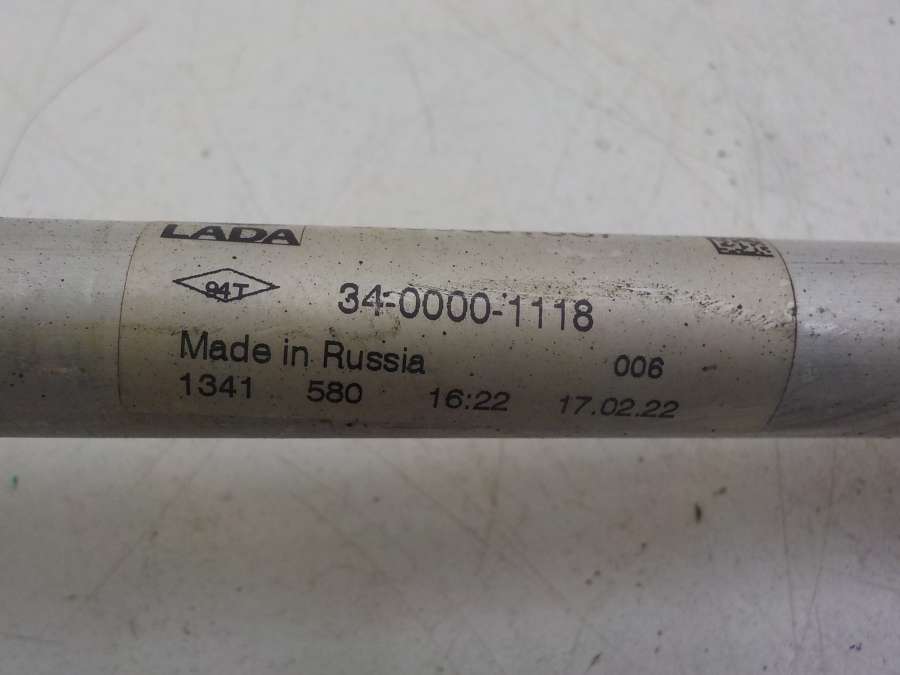 LADA
94T 34-0000-1118
Made in Russia 006
1341 580 16:22 17.02.22